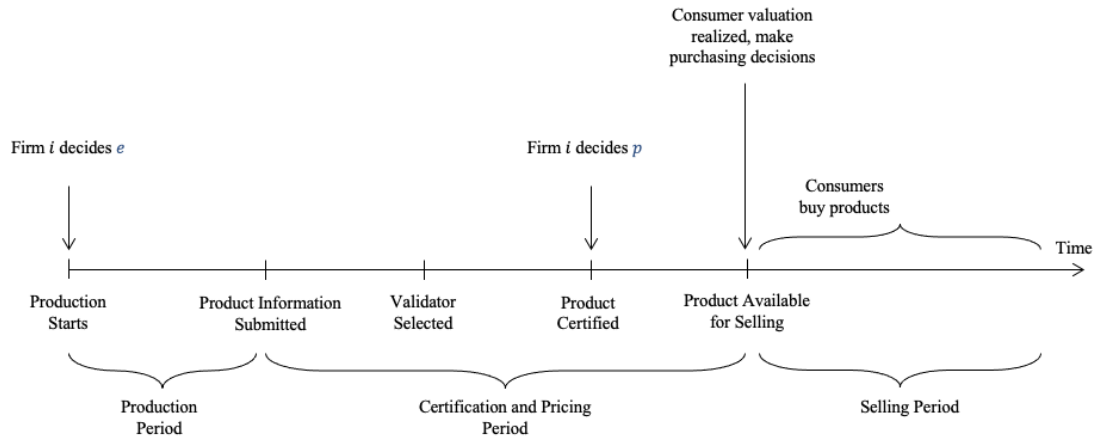 Consumer valuation
realized, make
purchasing decisions
Firm i decides e
Firm i decides p
Consumers
buy products
Time
Production
Starts
Product Information
Submitted
Validator
Selected
Product
Certified
Product Available
for Selling
Production
Period
Certification and Pricing
Period
Selling Period